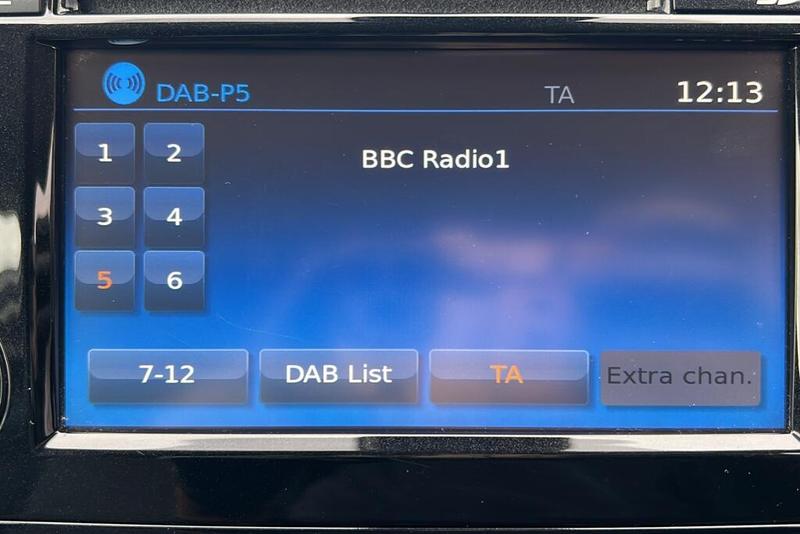 DAB-P5 TA 12:13
1 2
BBC Radio1
3 4
5 6
7-12 DAB List TA Extra chan.